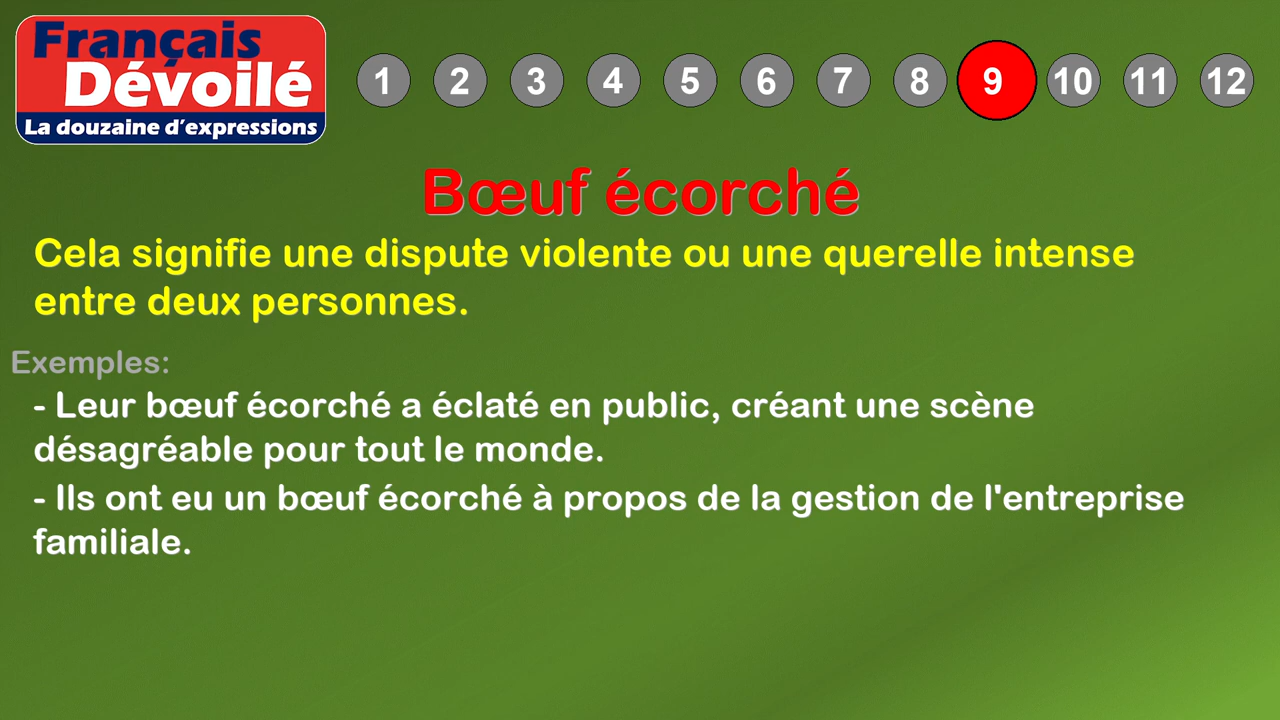 Français
Dévoilé
La douzaine d'expressions
1 2 3 4 5 6 7 8 9 10 11 12
Bœuf écorché
Cela signifie une dispute violente ou une querelle intense
entre deux personnes.
Exemples:
- Leur bœuf écorché a éclaté en public, créant une scène
désagréable pour tout le monde.
- Ils ont eu un bœuf écorché à propos de la gestion de l'entreprise
familiale.